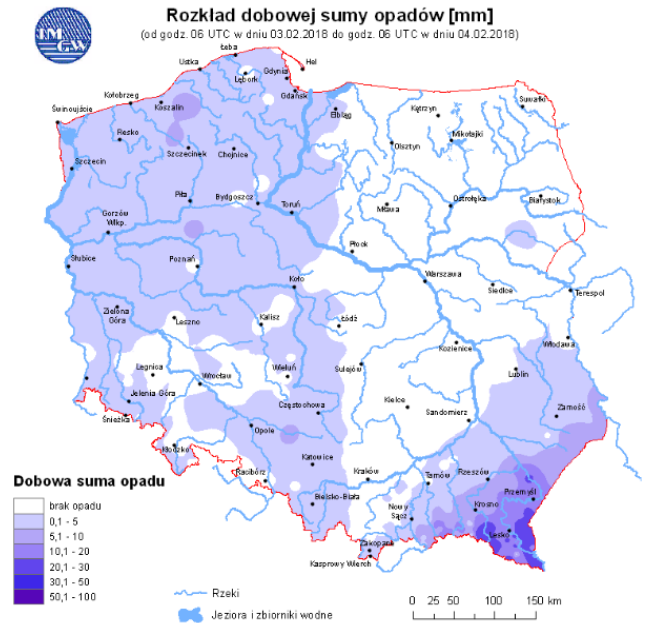 Rozkład dobowej sumy opadów [mm]
(od godz. 06 UTC w dniu 03.02.2018 do godz. 06 UTC w dniu 04.02.2018)
IMGW
Łeba
Ustka
Hel
Gdynia
Lębork
Gdańsk
Kołobrzeg
Koszalin
Świnoujście
Elbląg
Kętrzyn
Suwałki
Resko
Mikołajki
Olsztyn
Szczecinek
Chojnice
Szczecin
Piła
Bydgoszcz
Toruń
Mława
Ostrołęka
Białystok
Gorzów
Wlkp.
Płock
Słubice
Poznań
Koło
Warszawa
Siedlce
Terespol
Zielona
Góra
Leszno
Kalisz
Łódź
Kozienice
Włodawa
Legnica
Wrocław
Wieluń
Sulejów
Lublin
Jelenia Góra
Śnieżka
Częstochowa
Kielce
Sandomierz
Zamość
Opole
Kłodzko
Katowice
Racibórz
Kraków
Tarnów
Rzeszów
Przemyśl
Bielsko-Biała
Nowy
Sącz
Krosno
Lesko
Zakopane
Kasprowy Wierch
Dobowa suma opadu
brak opadu
0,1 - 5
5,1 - 10
10,1 - 20
20,1 - 30
30,1 - 50
50,1 - 100
Rzeki
Jeziora i zbiorniki wodne
0 25 50 100 150 km